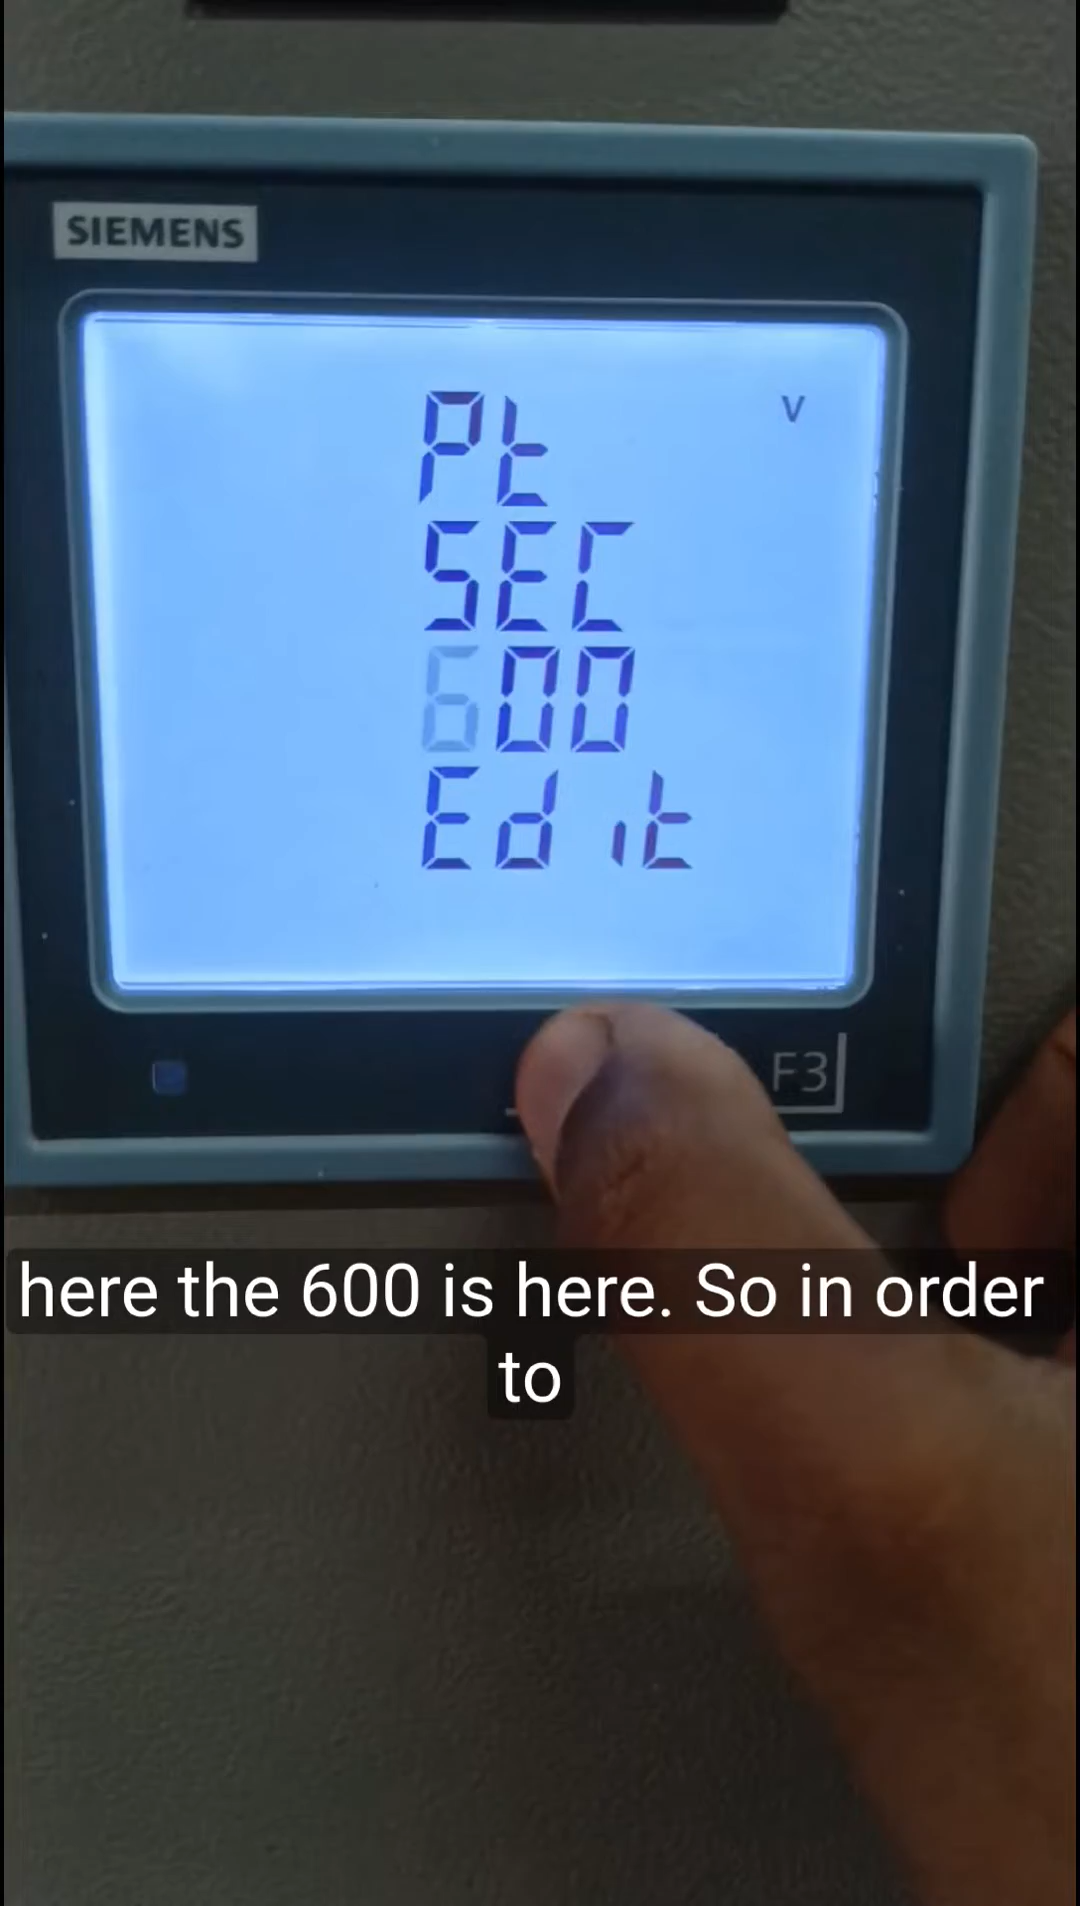 SIEMENS
V
Pt
SEC
600
Edit
F3
here the 600 is here. So in order
to